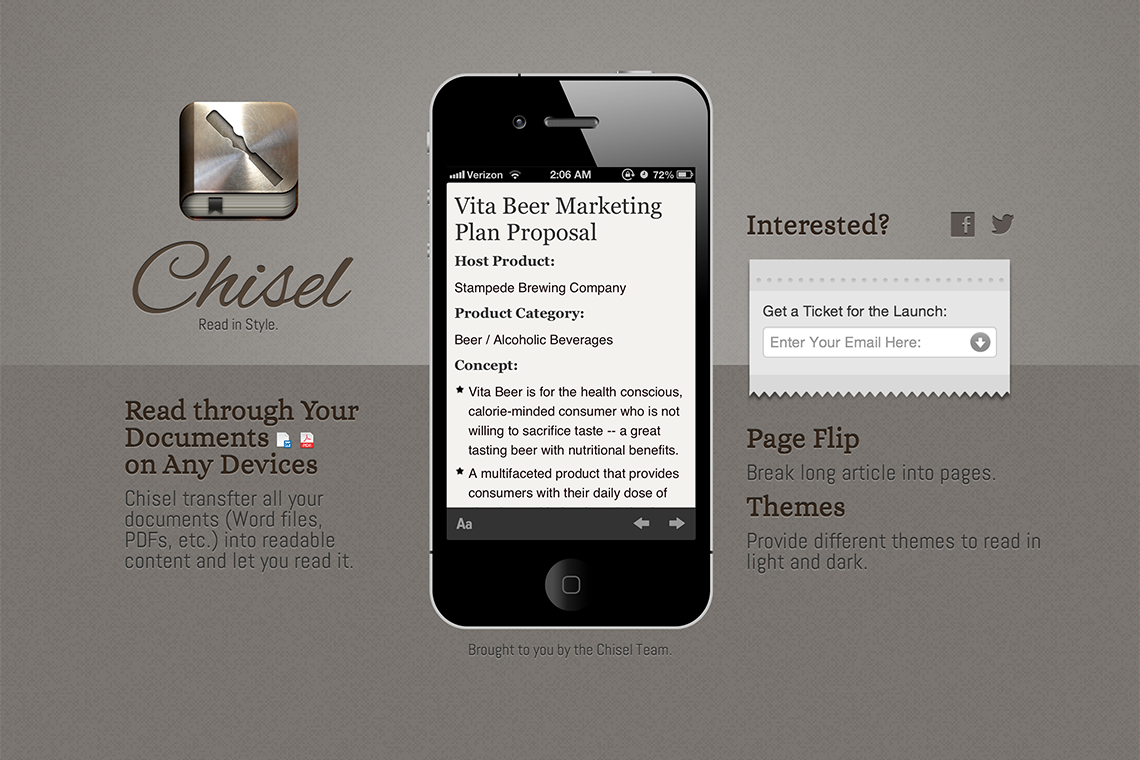 Chisel
Read in Style.
Read through Your
Documents
on Any Devices
Chisel transfter all your
documents (Word files,
PDFs, etc.) into readable
content and let you read it.
Verizon 2:06 AM 72%
Vita Beer Marketing
Plan Proposal
Host Product:
Stampede Brewing Company
Product Category:
Beer / Alcoholic Beverages
Concept:
Vita Beer is for the health conscious,
calorie-minded consumer who is not
willing to sacrifice taste -- a great
tasting beer with nutritional benefits.
A multifaceted product that provides
consumers with their daily dose of
Aa
Brought to you by the Chisel Team.
Interested?
Get a Ticket for the Launch:
Enter Your Email Here:
Page Flip
Break long article into pages.
Themes
Provide different themes to read in
light and dark.